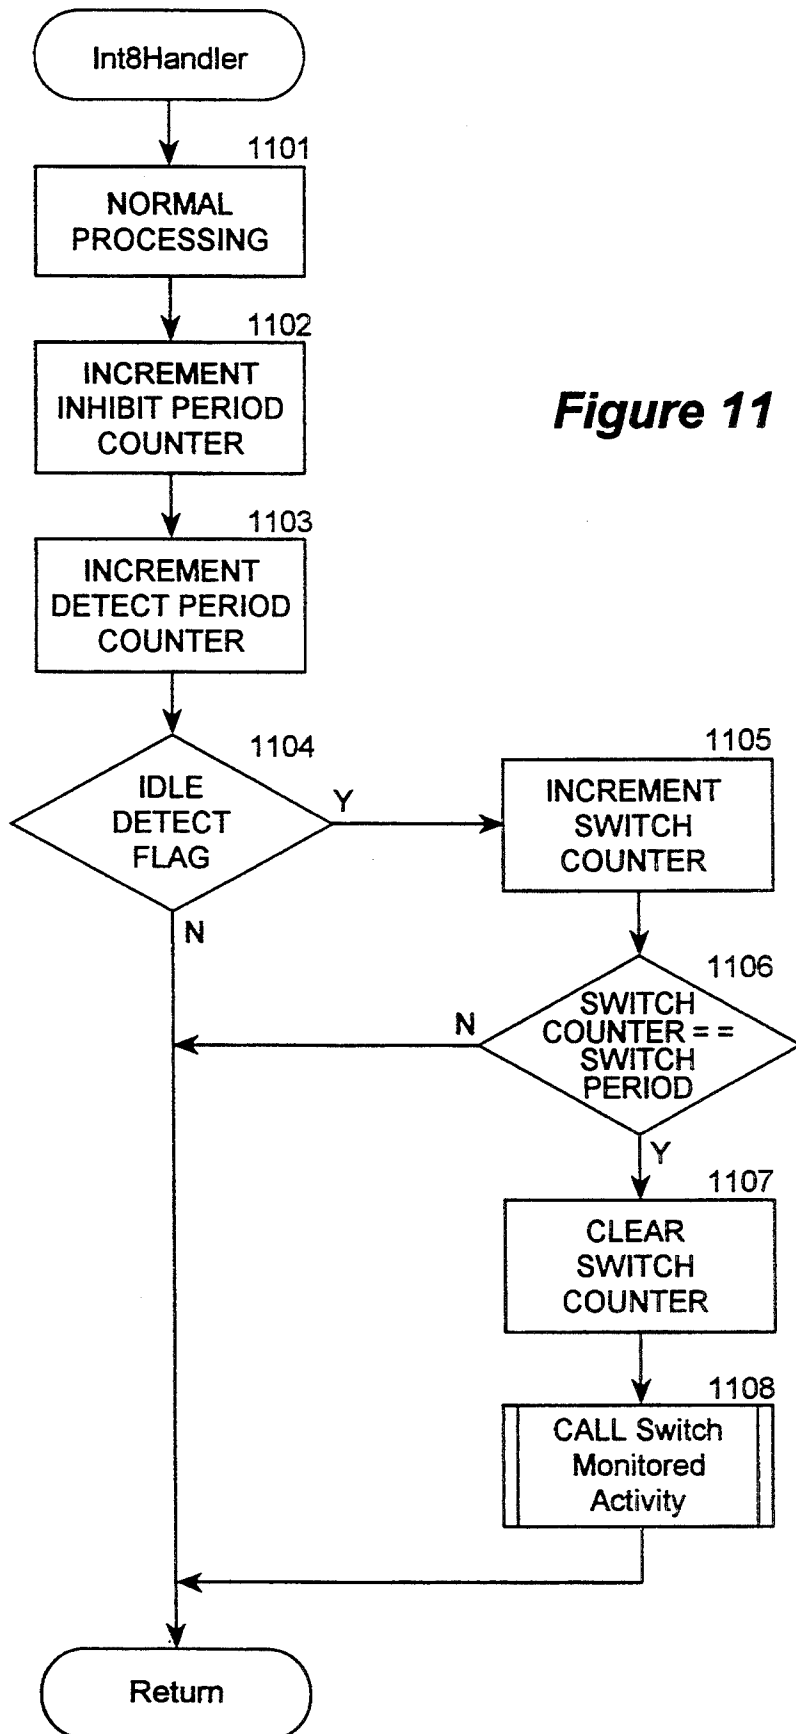 Int8Handler
1101
NORMAL
PROCESSING
1102
INCREMENT
INHIBIT PERIOD
COUNTER
Figure 11
1103
INCREMENT
DETECT PERIOD
COUNTER
1104
IDLE
DETECT
FLAG
Y
N
1105
INCREMENT
SWITCH
COUNTER
1106
SWITCH
COUNTER = =
SWITCH
PERIOD
N
Y
1107
CLEAR
SWITCH
COUNTER
1108
CALL Switch
Monitored
Activity
Return